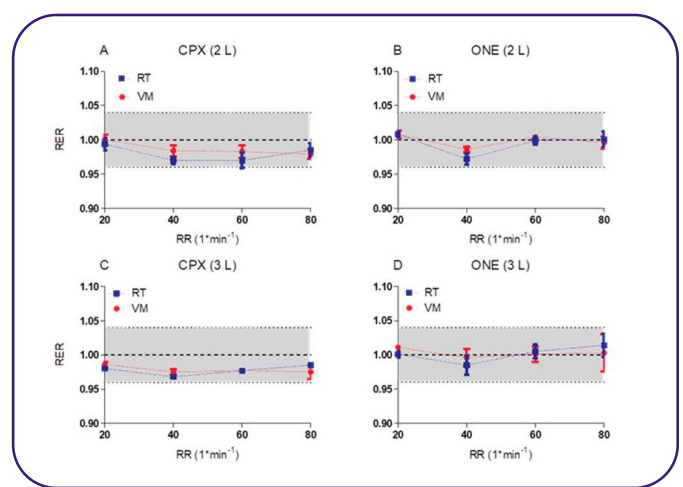 A CPX (2 L)
1.10
1.05
1.00
0.95
0.90
RER
RT
VM
20 40 60 80
RR (1*min⁻¹)
B ONE (2 L)
1.10
1.05
1.00
0.95
0.90
RT
VM
20 40 60 80
RR (1*min⁻¹)
C CPX (3 L)
1.10
1.05
1.00
0.95
0.90
RER
RT
VM
20 40 60 80
RR (1*min⁻¹)
D ONE (3 L)
1.10
1.05
1.00
0.95
0.90
RT
VM
20 40 60 80
RR (1*min⁻¹)